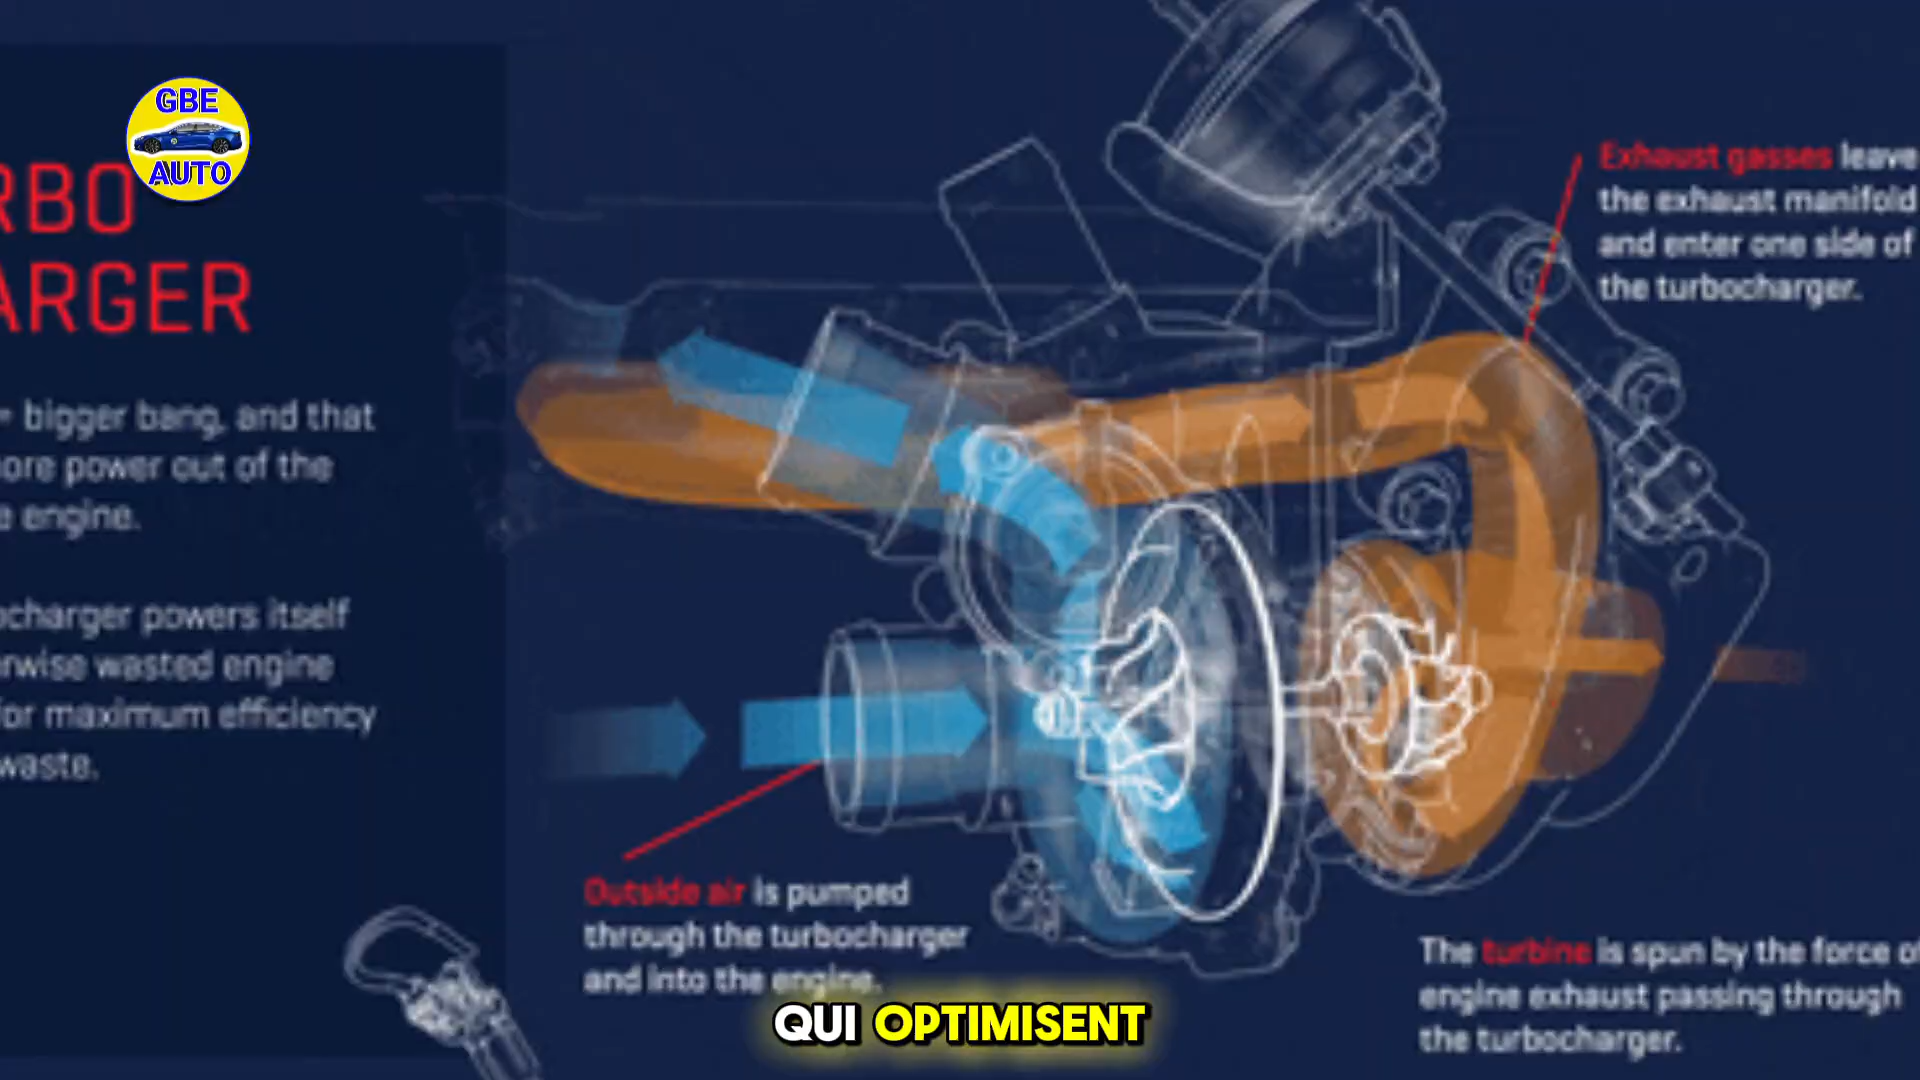 GBE
AUTO
RBO
ARGER
bigger bang, and that
ore power out of the
e engine.
ocharger powers itself
rwise wasted engine
for maximum efficiency
waste.
Exhaust gasses leave
the exhaust manifold
and enter one side of
the turbocharger.
Outside air is pumped
through the turbocharger
and into the engine.
The turbine is spun by the force of
engine exhaust passing through
the turbocharger.
QUI OPTIMISENT